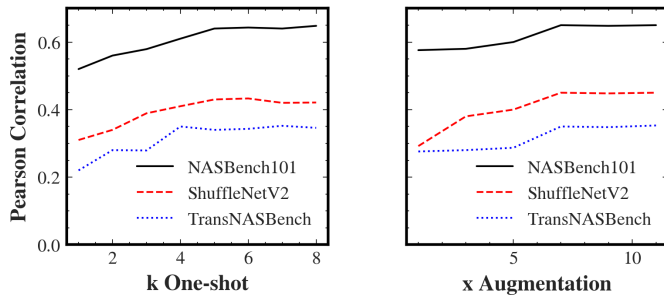 Pearson Correlation
0.6
0.4
0.2
0.0
NASBench101
ShuffleNetV2
TransNASBench
2 4 6 8
k One-shot
NASBench101
ShuffleNetV2
TransNASBench
5 10
x Augmentation